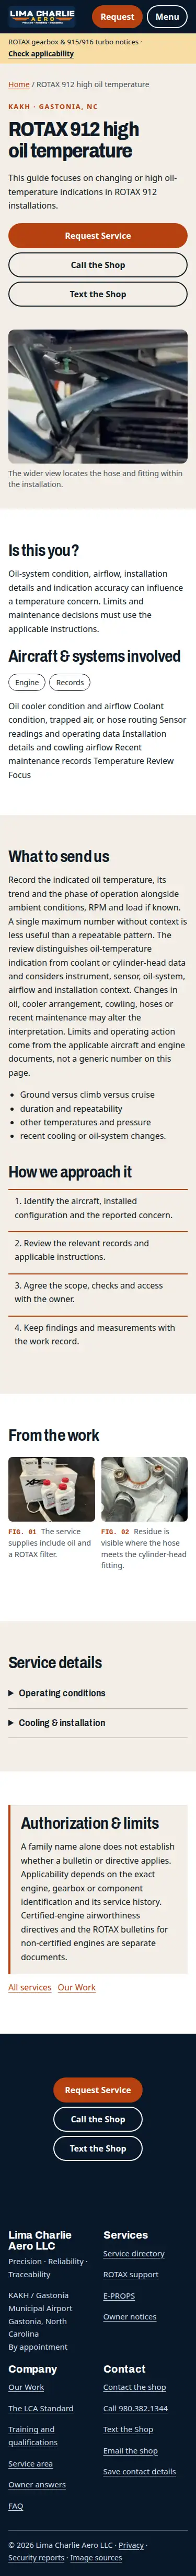 LIMA CHARLIE
AERO
Request
Menu
ROTAX gearbox & 915/916 turbo notices ·
Check applicability
Home / ROTAX 912 high oil temperature
KAKH · GASTONIA, NC
ROTAX 912 high
oil temperature
This guide focuses on changing or high oil-
temperature indications in ROTAX 912
installations.
Request Service
Call the Shop
Text the Shop
The wider view locates the hose and fitting within
the installation.
Is this you?
Oil-system condition, airflow, installation
details and indication accuracy can influence
a temperature concern. Limits and
maintenance decisions must use the
applicable instructions.
Aircraft & systems involved
Engine
Records
Oil cooler condition and airflow Coolant
condition, trapped air, or hose routing Sensor
readings and operating data Installation
details and cowling airflow Recent
maintenance records Temperature Review
Focus
What to send us
Record the indicated oil temperature, its
trend and the phase of operation alongside
ambient conditions, RPM and load if known.
A single maximum number without context is
less useful than a repeatable pattern. The
review distinguishes oil-temperature
indication from coolant or cylinder-head data
and considers instrument, sensor, oil-system,
airflow and installation context. Changes in
oil, cooler arrangement, cowling, hoses or
recent maintenance may alter the
interpretation. Limits and operating action
come from the applicable aircraft and engine
documents, not a generic number on this
page.
• Ground versus climb versus cruise
• duration and repeatability
• other temperatures and pressure
• recent cooling or oil-system changes.
How we approach it
1. Identify the aircraft, installed
configuration and the reported concern.
2. Review the relevant records and
applicable instructions.
3. Agree the scope, checks and access
with the owner.
4. Keep findings and measurements with
the work record.
From the work
FIG. 01 The service
supplies include oil and
a ROTAX filter.
FIG. 02 Residue is
visible where the hose
meets the cylinder-head
fitting.
Service details
Operating conditions
Cooling & installation
Authorization & limits
A family name alone does not establish
whether a bulletin or directive applies.
Applicability depends on the exact
engine, gearbox or component
identification and its service history.
Certified-engine airworthiness
directives and the ROTAX bulletins for
non-certified engines are separate
documents.
All services Our Work
Request Service
Call the Shop
Text the Shop
Lima Charlie
Aero LLC
Precision · Reliability ·
Traceability
KAKH / Gastonia
Municipal Airport
Gastonia, North
Carolina
By appointment
Services
Service directory
ROTAX support
E-PROPS
Owner notices
Company
Our Work
The LCA Standard
Training and
qualifications
Service area
Owner answers
FAQ
Contact
Contact the shop
Call 980.382.1344
Text the Shop
Email the shop
Save contact details
© 2026 Lima Charlie Aero LLC · Privacy ·
Security reports · Image sources